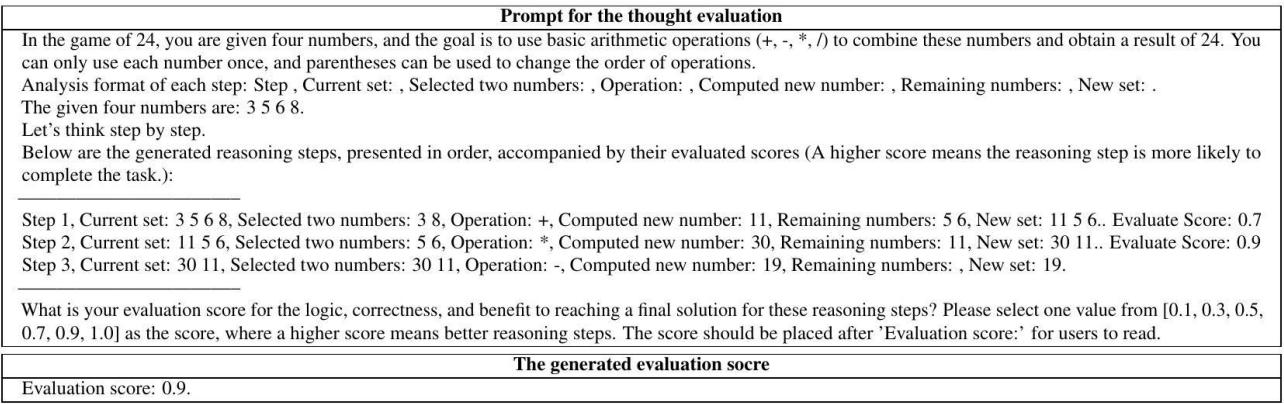 Prompt for the thought evaluation
In the game of 24, you are given four numbers, and the goal is to use basic arithmetic operations (+, -, *, /) to combine these numbers and obtain a result of 24. You
can only use each number once, and parentheses can be used to change the order of operations.
Analysis format of each step: Step , Current set: , Selected two numbers: , Operation: , Computed new number: , Remaining numbers: , New set: .
The given four numbers are: 3 5 6 8.
Let's think step by step.
Below are the generated reasoning steps, presented in order, accompanied by their evaluated scores (A higher score means the reasoning step is more likely to
complete the task.):
Step 1, Current set: 3 5 6 8, Selected two numbers: 3 8, Operation: +, Computed new number: 11, Remaining numbers: 5 6, New set: 11 5 6.. Evaluate Score: 0.7
Step 2, Current set: 11 5 6, Selected two numbers: 5 6, Operation: *, Computed new number: 30, Remaining numbers: 11, New set: 30 11.. Evaluate Score: 0.9
Step 3, Current set: 30 11, Selected two numbers: 30 11, Operation: -, Computed new number: 19, Remaining numbers: , New set: 19.
What is your evaluation score for the logic, correctness, and benefit to reaching a final solution for these reasoning steps? Please select one value from [0.1, 0.3, 0.5,
0.7, 0.9, 1.0] as the score, where a higher score means better reasoning steps. The score should be placed after 'Evaluation score:' for users to read.
The generated evaluation socre
Evaluation score: 0.9.